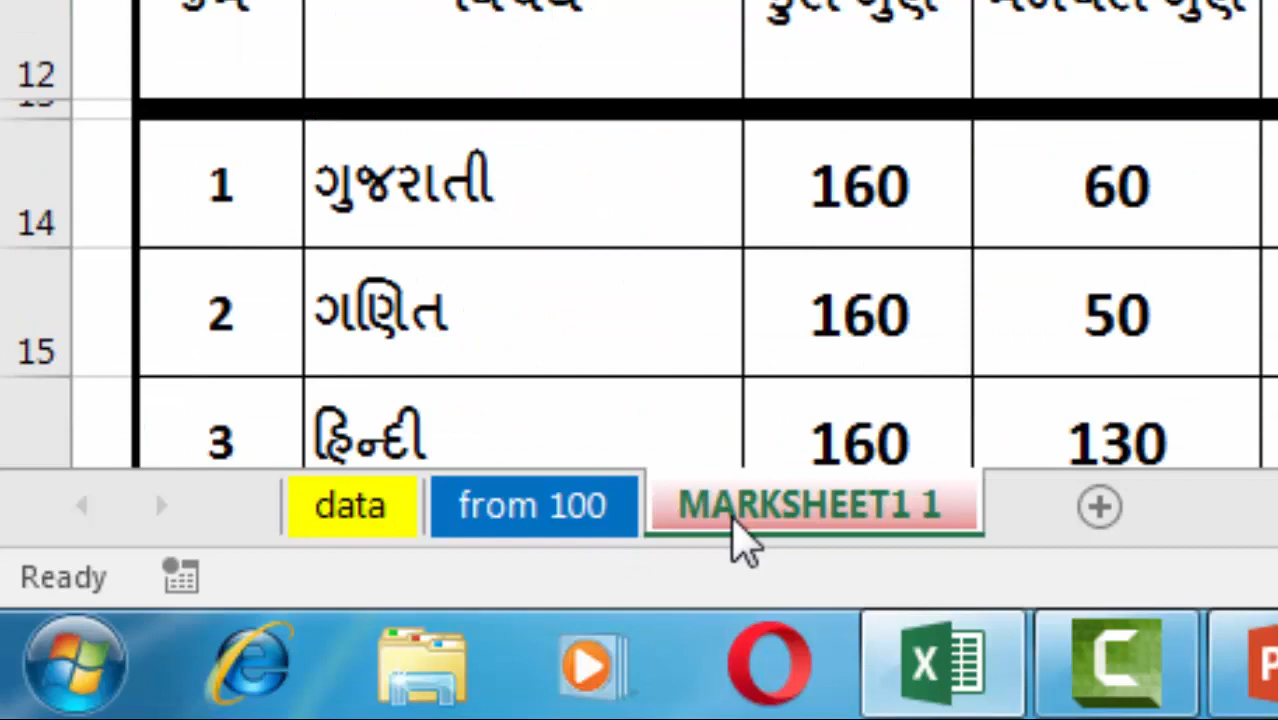 12
1 ગુજરાતી 160 60
14
2 ગણિત 160 50
15
3 હિન્દી 160 130
data from 100 MARKSHEET1 1
Ready